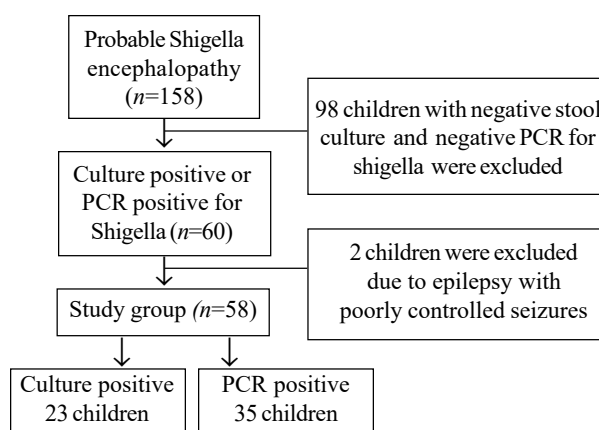 Probable Shigella
encephalopathy
(n=158)
98 children with negative stool
culture and negative PCR for
shigella were excluded
Culture positive or
PCR positive for
Shigella (n=60)
2 children were excluded
due to epilepsy with
poorly controlled seizures
Study group (n=58)
Culture positive
23 children
PCR positive
35 children